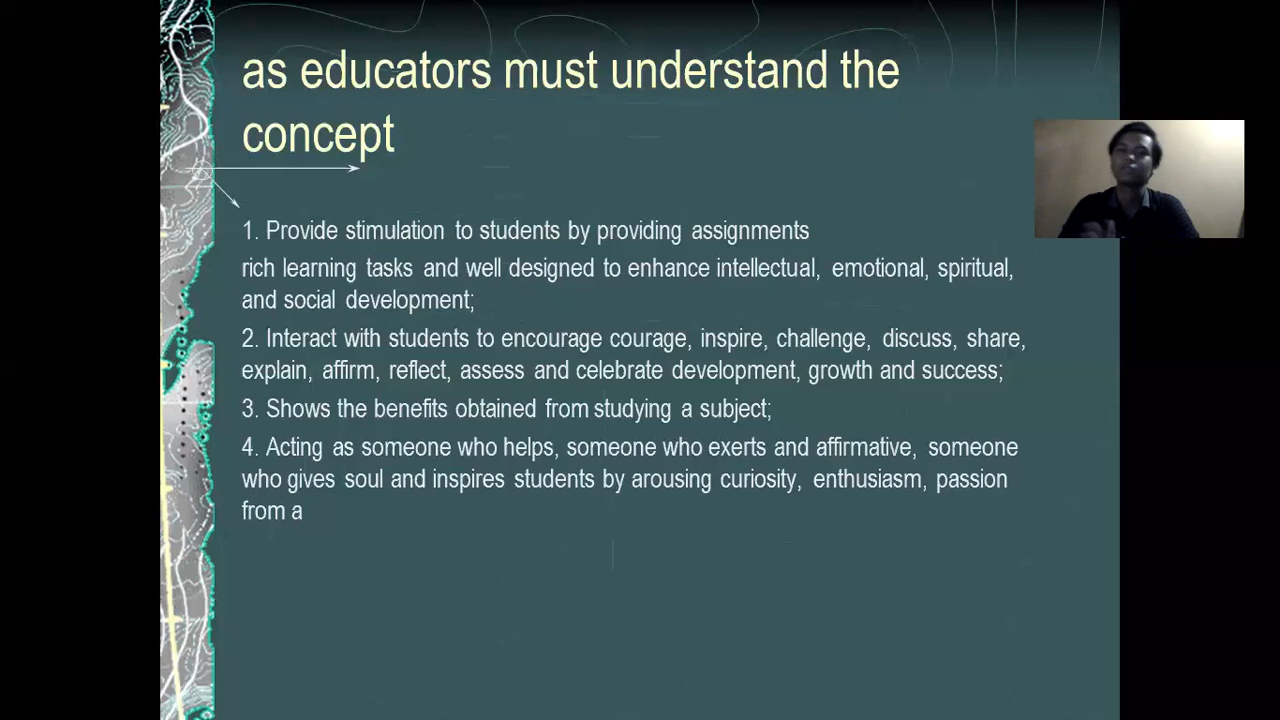 as educators must understand the
concept
1. Provide stimulation to students by providing assignments
rich learning tasks and well designed to enhance intellectual, emotional, spiritual,
and social development;
2. Interact with students to encourage courage, inspire, challenge, discuss, share,
explain, affirm, reflect, assess and celebrate development, growth and success;
3. Shows the benefits obtained from studying a subject;
4. Acting as someone who helps, someone who exerts and affirmative, someone
who gives soul and inspires students by arousing curiosity, enthusiasm, passion
from a